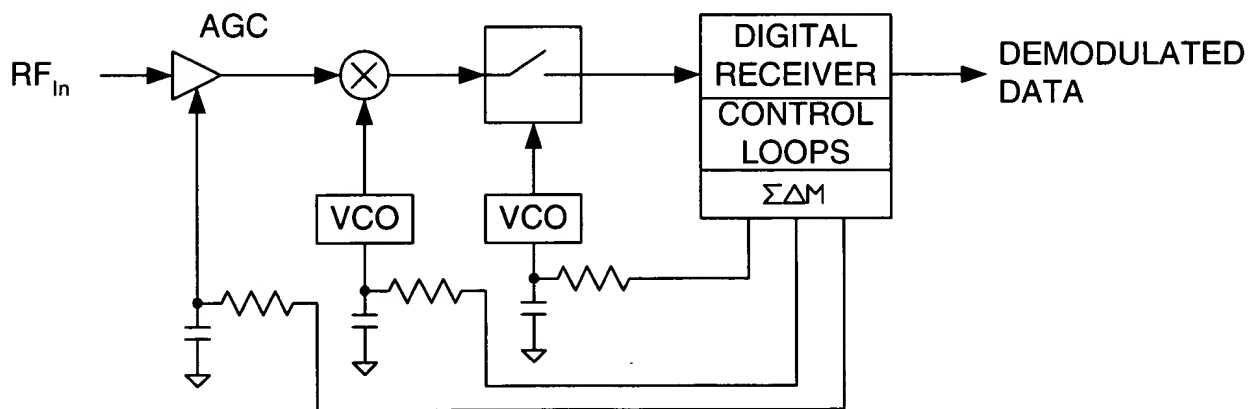 AGC
RF_In
DIGITAL
RECEIVER
CONTROL
LOOPS
ΣΔM
DEMODULATED
DATA
VCO
VCO